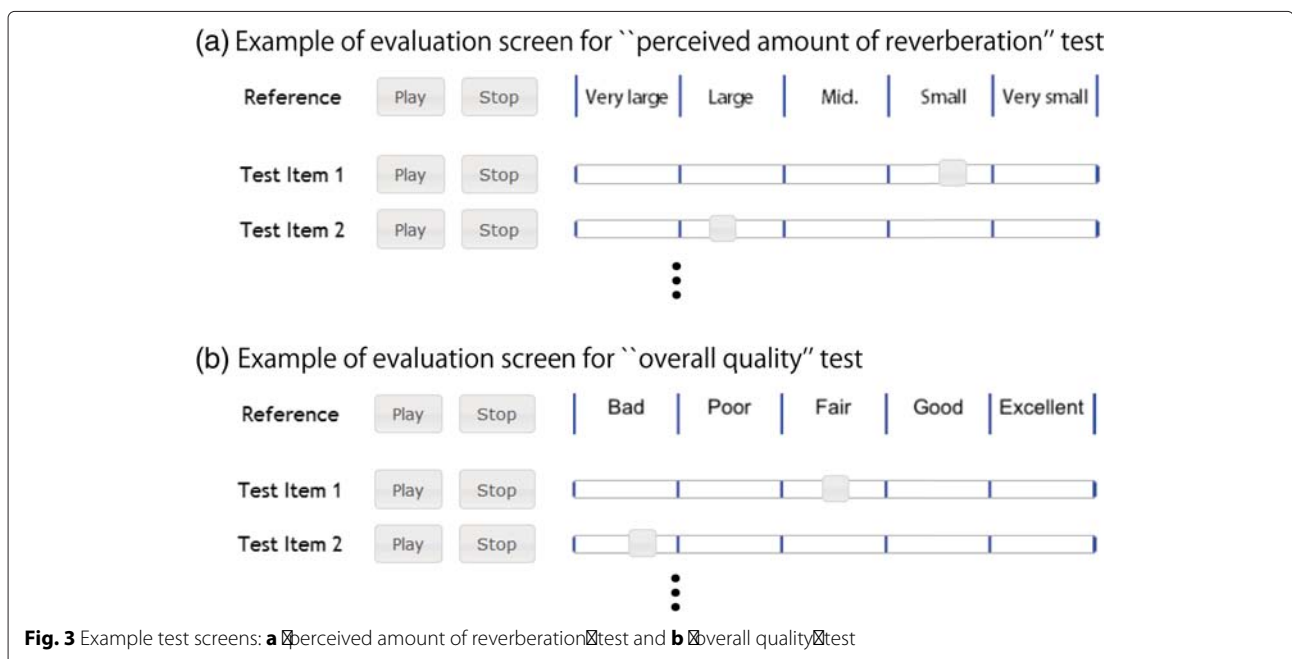 (a) Example of evaluation screen for ``perceived amount of reverberation'' test
Reference Play Stop Very large Large Mid. Small Very small
Test Item 1 Play Stop
Test Item 2 Play Stop
(b) Example of evaluation screen for ``overall quality'' test
Reference Play Stop Bad Poor Fair Good Excellent
Test Item 1 Play Stop
Test Item 2 Play Stop
Fig. 3 Example test screens: a perceived amount of reverberation test and b overall quality test